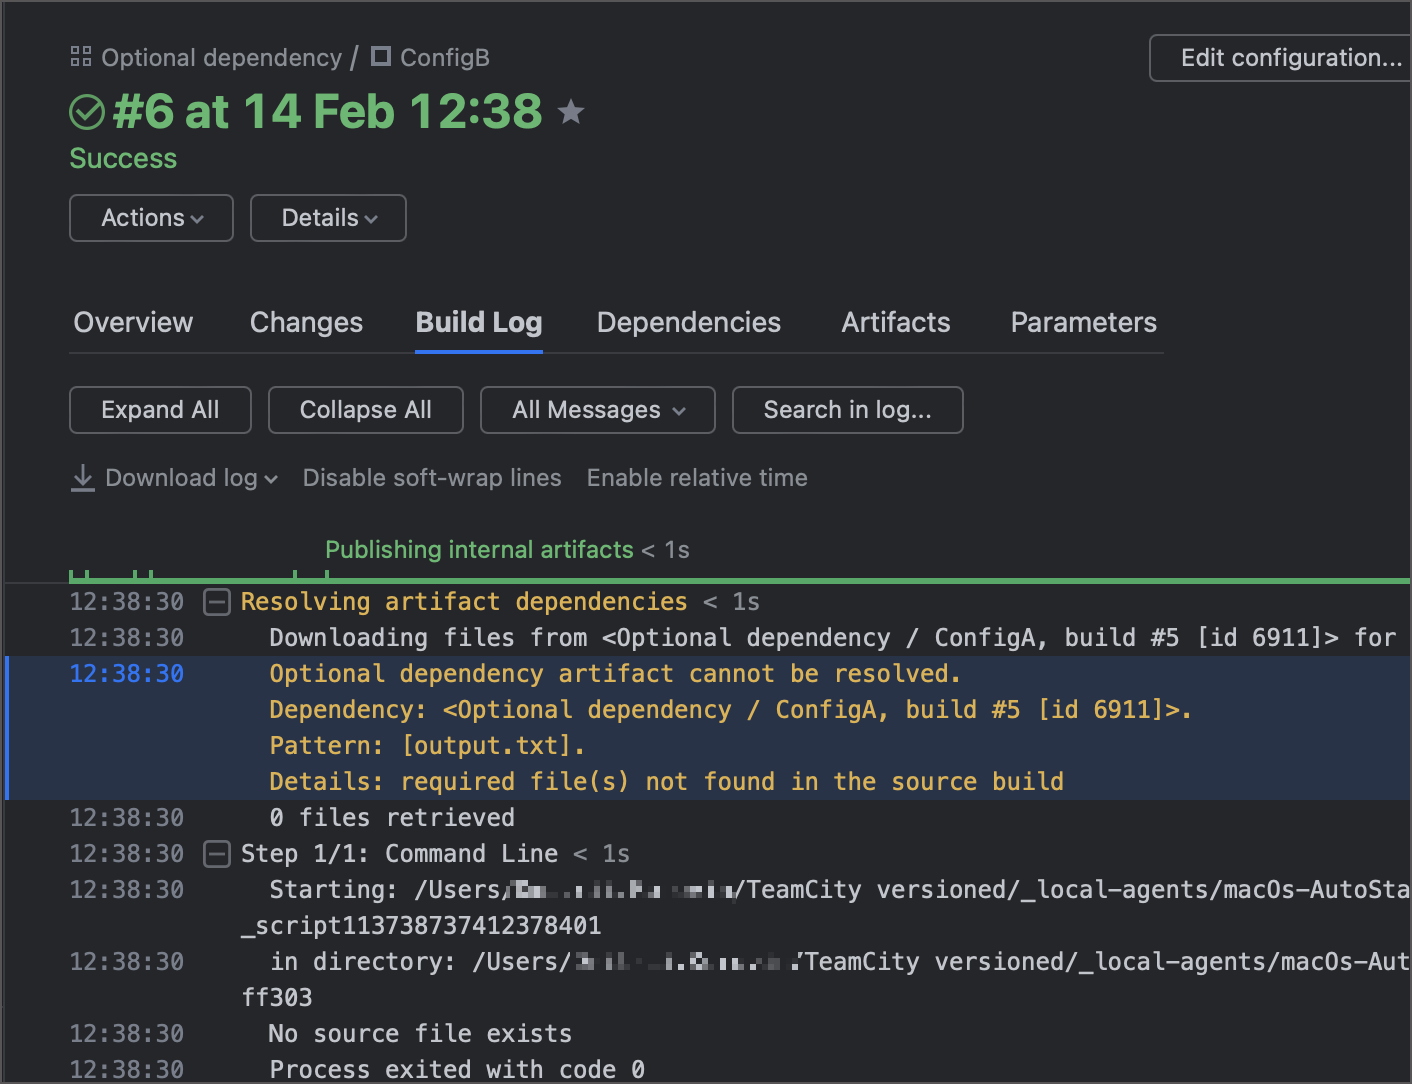 Optional dependency / ConfigB
Edit configuration...
#6 at 14 Feb 12:38
Success
Actions
Details
Overview
Changes
Build Log
Dependencies
Artifacts
Parameters
Expand All
Collapse All
All Messages
Search in log...
Download log
Disable soft-wrap lines
Enable relative time
Publishing internal artifacts < 1s
12:38:30 Resolving artifact dependencies < 1s
12:38:30 Downloading files from <Optional dependency / ConfigA, build #5 [id 6911]> for
12:38:30 Optional dependency artifact cannot be resolved.
Dependency: <Optional dependency / ConfigA, build #5 [id 6911]>.
Pattern: [output.txt].
Details: required file(s) not found in the source build
12:38:30 0 files retrieved
12:38:30 Step 1/1: Command Line < 1s
12:38:30 Starting: /Users/ /TeamCity versioned/_local-agents/macOs-AutoSta
_script113738737412378401
12:38:30 in directory: /Users/ TeamCity versioned/_local-agents/macOs-Aut
ff303
12:38:30 No source file exists
12:38:30 Process exited with code 0